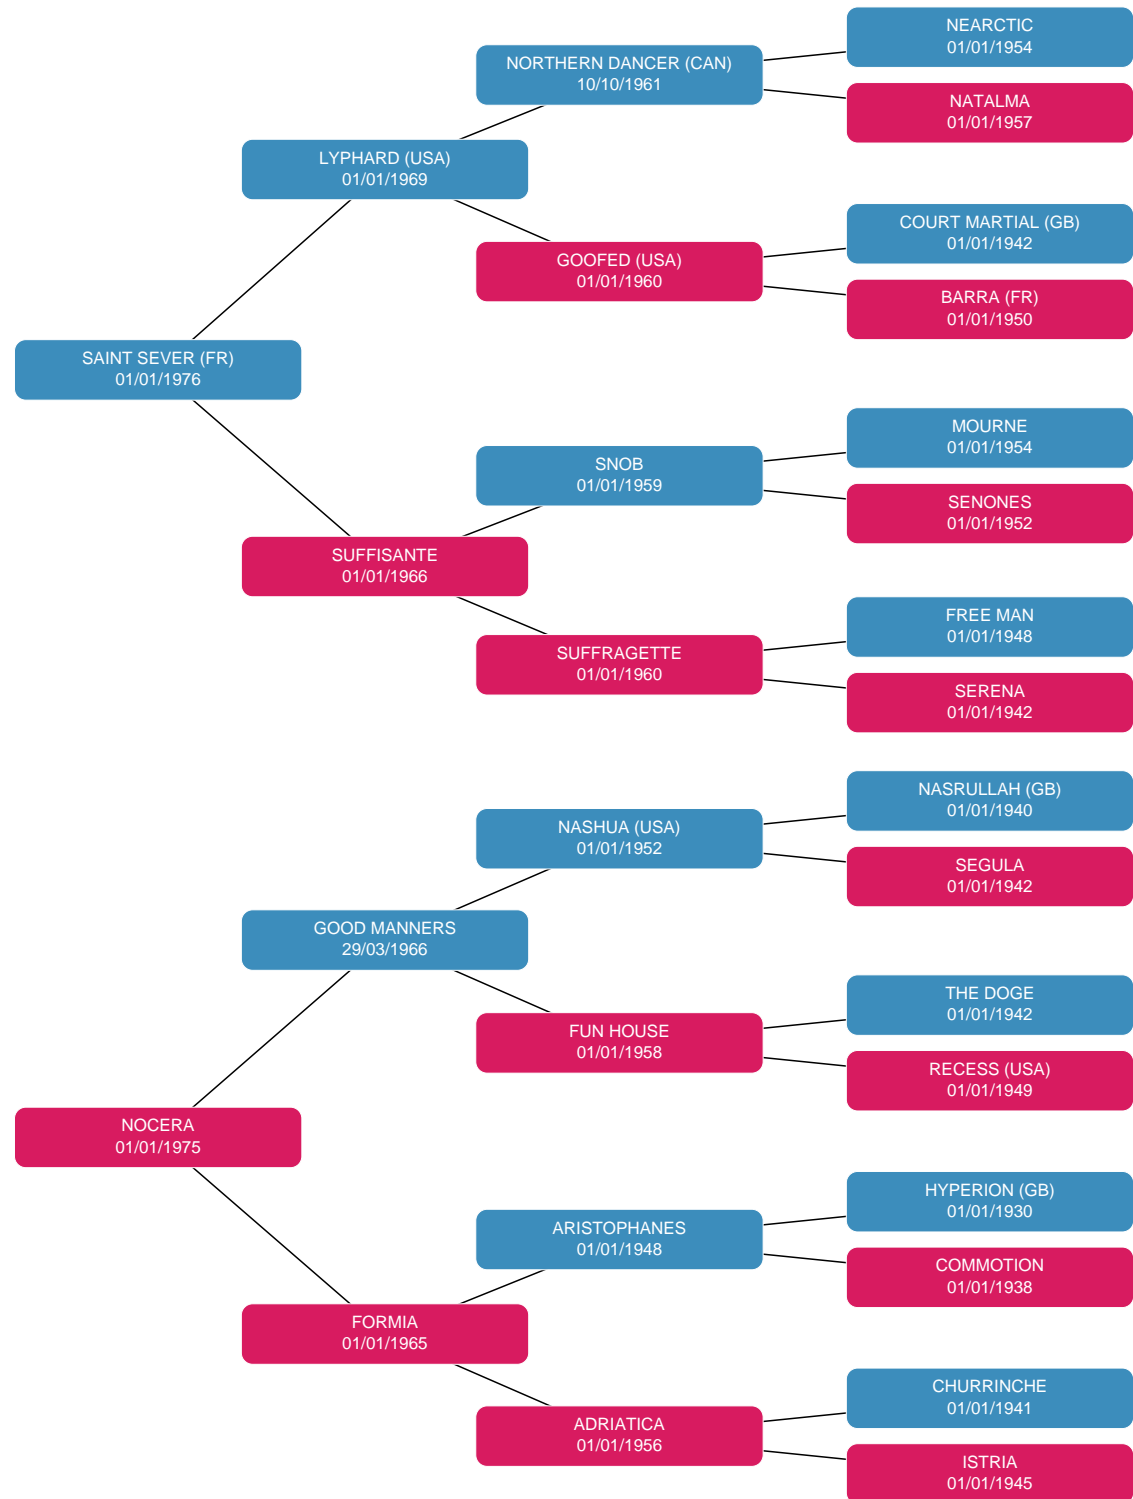 NEARCTIC
01/01/1954
NORTHERN DANCER (CAN)
10/10/1961
NATALMA
01/01/1957
LYPHARD (USA)
01/01/1969
COURT MARTIAL (GB)
01/01/1942
GOOFED (USA)
01/01/1960
BARRA (FR)
01/01/1950
SAINT SEVER (FR)
01/01/1976
MOURNE
01/01/1954
SNOB
01/01/1959
SENONES
01/01/1952
SUFFISANTE
01/01/1966
FREE MAN
01/01/1948
SUFFRAGETTE
01/01/1960
SERENA
01/01/1942
NASRULLAH (GB)
01/01/1940
NASHUA (USA)
01/01/1952
SEGULA
01/01/1942
GOOD MANNERS
29/03/1966
THE DOGE
01/01/1942
FUN HOUSE
01/01/1958
RECESS (USA)
01/01/1949
NOCERA
01/01/1975
HYPERION (GB)
01/01/1930
ARISTOPHANES
01/01/1948
COMMOTION
01/01/1938
FORMIA
01/01/1965
CHURRINCHE
01/01/1941
ADRIATICA
01/01/1956
ISTRIA
01/01/1945